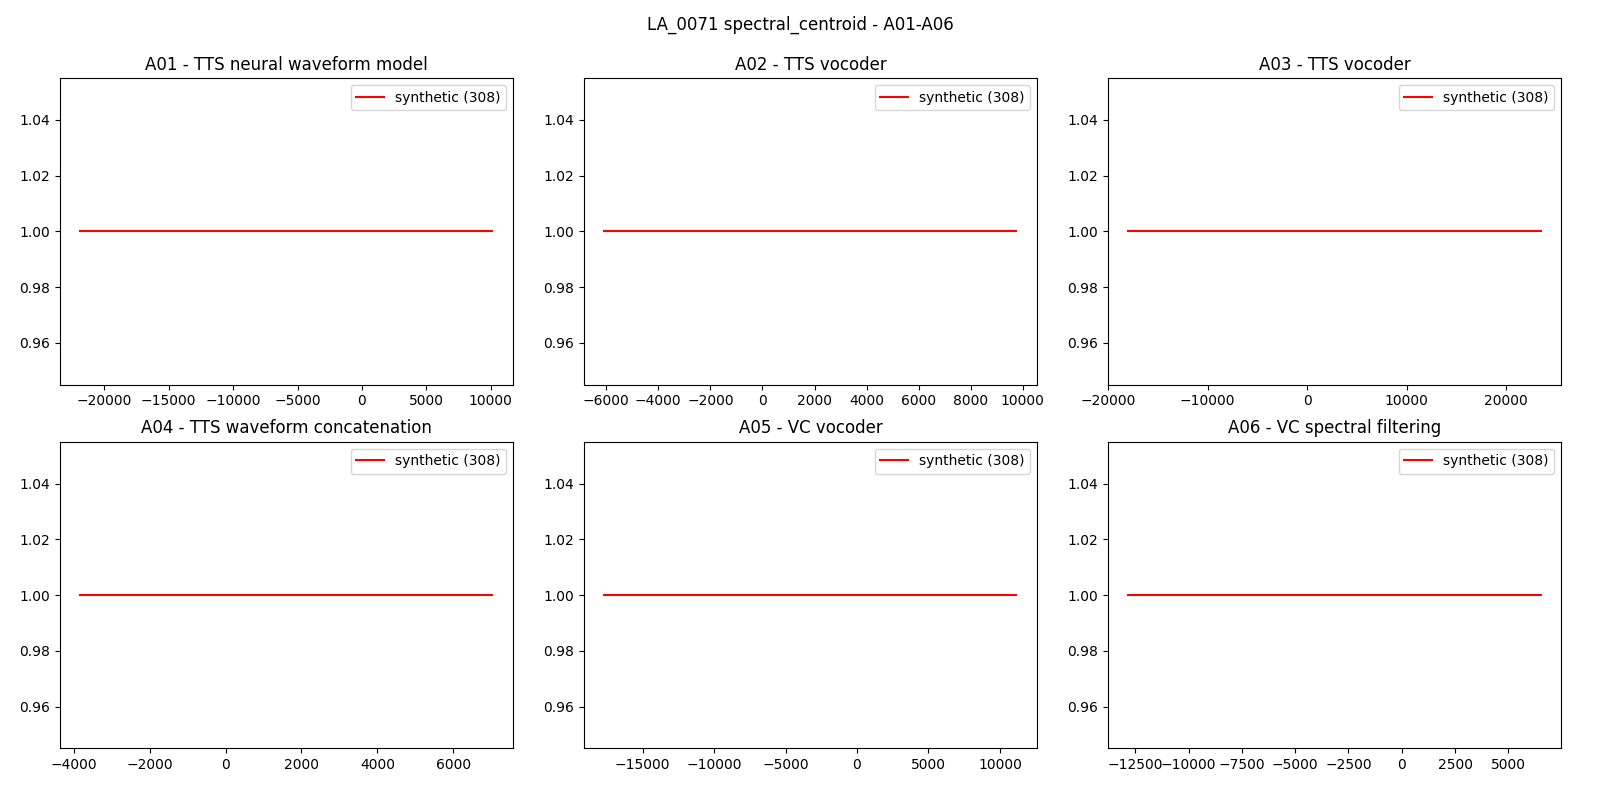 LA_0071 spectral_centroid - A01-A06
A01 - TTS neural waveform model
synthetic (308)
1.04
1.02
1.00
0.98
0.96
−20000 −15000 −10000 −5000 0 5000 10000
A02 - TTS vocoder
synthetic (308)
1.04
1.02
1.00
0.98
0.96
−6000 −4000 −2000 0 2000 4000 6000 8000 10000
A03 - TTS vocoder
synthetic (308)
1.04
1.02
1.00
0.98
0.96
−20000 −10000 0 10000 20000
A04 - TTS waveform concatenation
synthetic (308)
1.04
1.02
1.00
0.98
0.96
−4000 −2000 0 2000 4000 6000
A05 - VC vocoder
synthetic (308)
1.04
1.02
1.00
0.98
0.96
−15000 −10000 −5000 0 5000 10000
A06 - VC spectral filtering
synthetic (308)
1.04
1.02
1.00
0.98
0.96
−12500 −10000 −7500 −5000 −2500 0 2500 5000